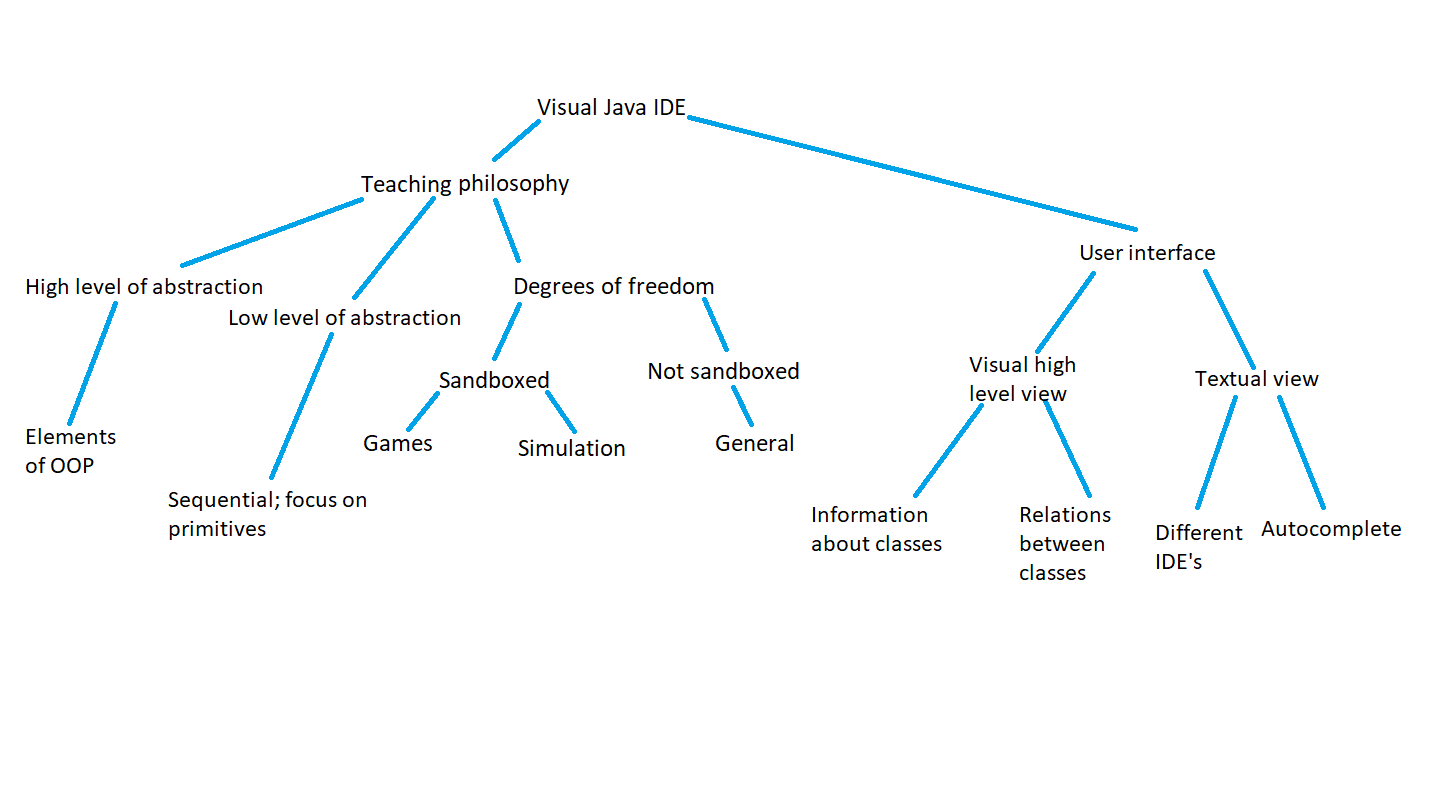 Visual Java IDE
Teaching philosophy
User interface
High level of abstraction
Degrees of freedom
Low level of abstraction
Visual high
level view
Not sandboxed
Textual view
Sandboxed
Elements
of OOP
Games
Simulation
General
Sequential; focus on
primitives
Information
about classes
Relations
between
classes
Different
IDE's
Autocomplete